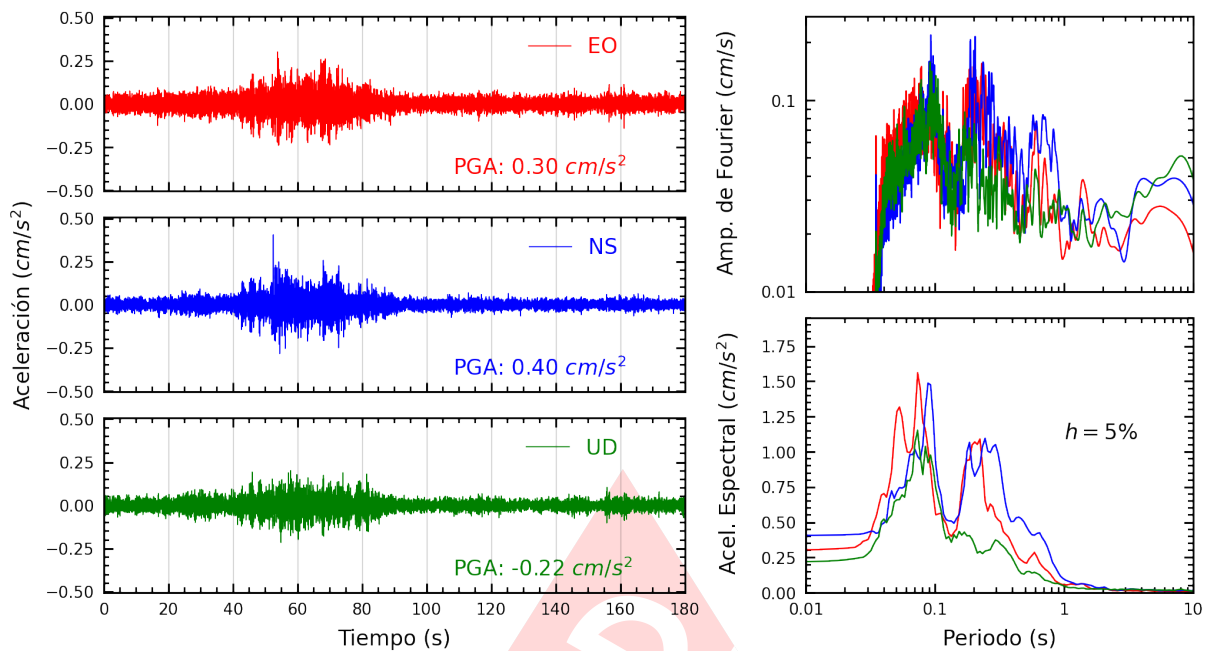 0.50
0.25
0.00
−0.25
−0.50
EO
PGA: 0.30 cm/s²
0.50
0.25
0.00
−0.25
−0.50
NS
PGA: 0.40 cm/s²
0.50
0.25
0.00
−0.25
−0.50
UD
PGA: -0.22 cm/s²
0 20 40 60 80 100 120 140 160 180
Aceleración (cm/s²)
Tiempo (s)
0.1
0.01
Amp. de Fourier (cm/s)
1.75
1.50
1.25
1.00
0.75
0.50
0.25
0.00
h = 5%
Acel. Espectral (cm/s²)
0.01 0.1 1 10
Periodo (s)